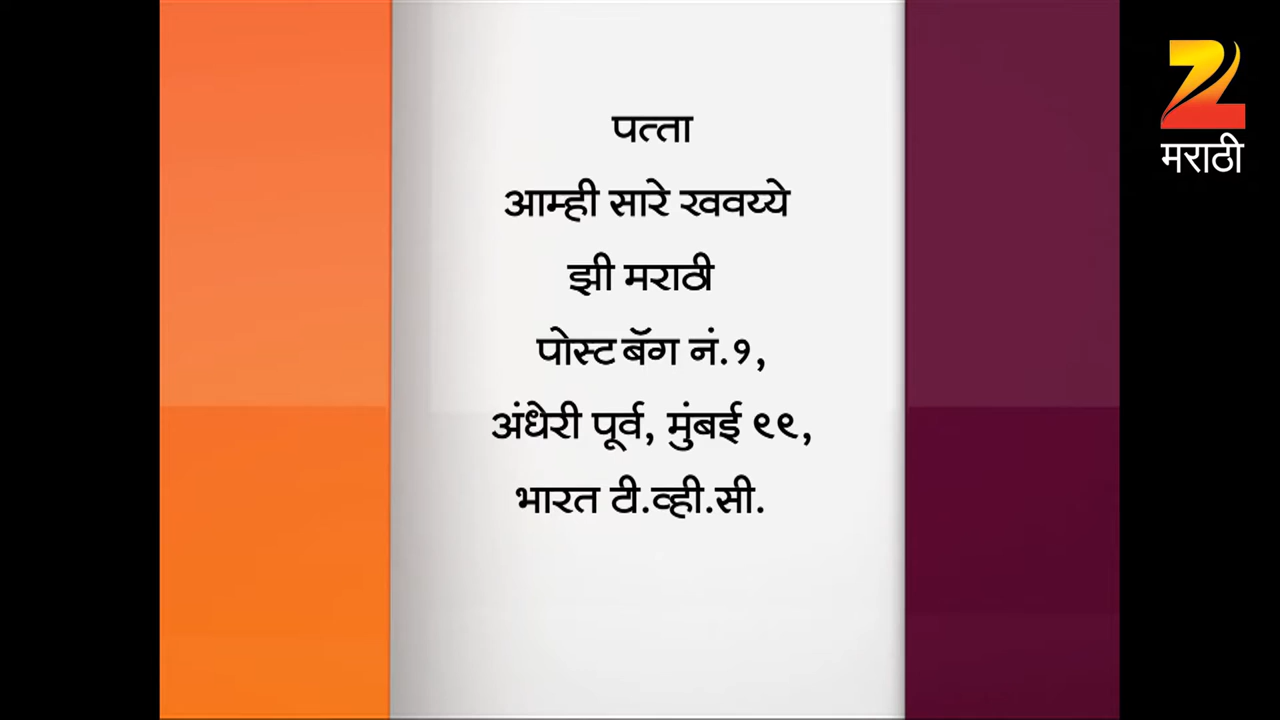 पत्ता
आम्ही सारे खवय्ये
झी मराठी
पोस्ट बॅग नं.१,
अंधेरी पूर्व, मुंबई ९९,
भारत टी.व्ही.सी.
मराठी